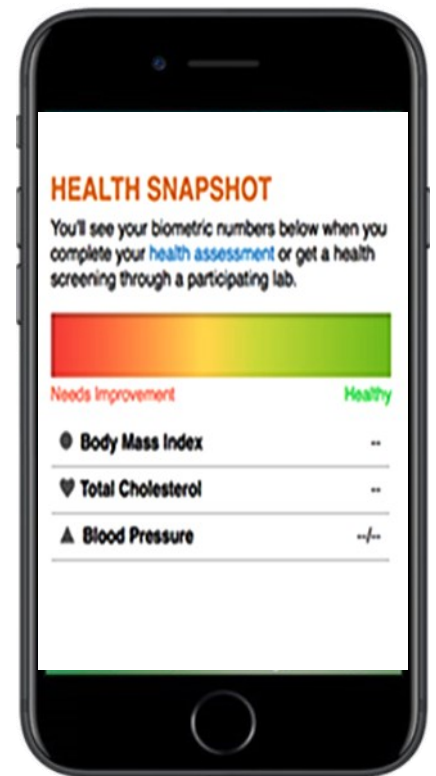 HEALTH SNAPSHOT
You'll see your biometric numbers below when you
complete your health assessment or get a health
screening through a participating lab.
Needs Improvement Healthy
Body Mass Index --
Total Cholesterol --
Blood Pressure --/--